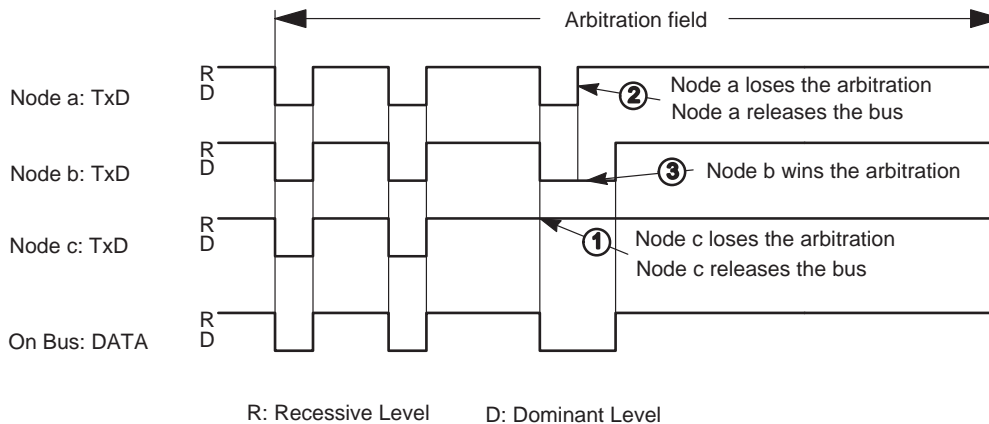 Arbitration field
R
D
Node a: TxD
2
Node a loses the arbitration
Node a releases the bus
R
D
Node b: TxD
3
Node b wins the arbitration
R
D
Node c: TxD
1
Node c loses the arbitration
Node c releases the bus
R
D
On Bus: DATA
R: Recessive Level D: Dominant Level